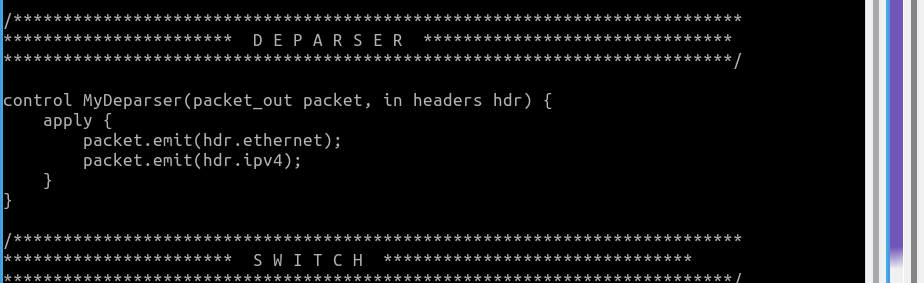 /*************************************************************************
***********************  D E P A R S E R  *******************************
*************************************************************************/
control MyDeparser(packet_out packet, in headers hdr) {
    apply {
        packet.emit(hdr.ethernet);
        packet.emit(hdr.ipv4);
    }
}
/*************************************************************************
***********************  S W I T C H  *******************************
*************************************************************************/